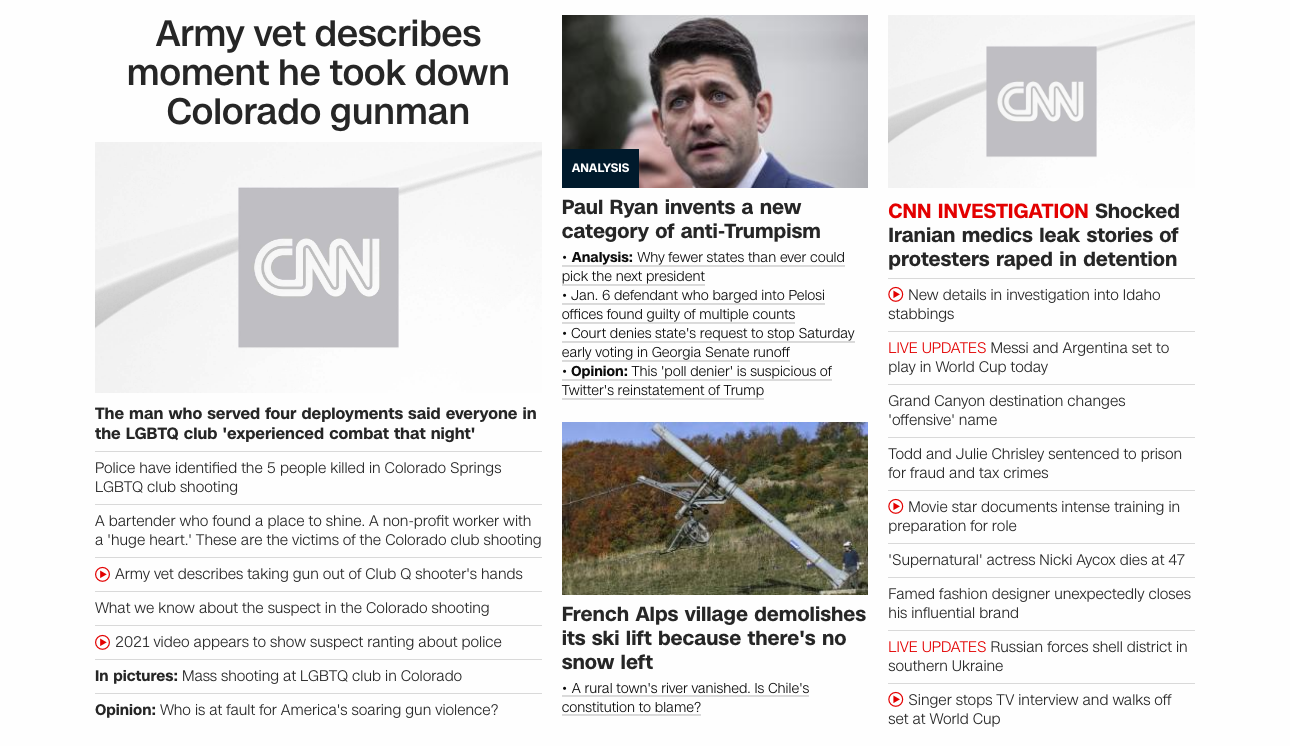 Army vet describes
moment he took down
Colorado gunman
CNN
The man who served four deployments said everyone in
the LGBTQ club 'experienced combat that night'
Police have identified the 5 people killed in Colorado Springs
LGBTQ club shooting
A bartender who found a place to shine. A non-profit worker with
a 'huge heart.' These are the victims of the Colorado club shooting
Army vet describes taking gun out of Club Q shooter's hands
What we know about the suspect in the Colorado shooting
2021 video appears to show suspect ranting about police
In pictures: Mass shooting at LGBTQ club in Colorado
Opinion: Who is at fault for America's soaring gun violence?
ANALYSIS
Paul Ryan invents a new
category of anti-Trumpism
• Analysis: Why fewer states than ever could
pick the next president
• Jan. 6 defendant who barged into Pelosi
offices found guilty of multiple counts
• Court denies state's request to stop Saturday
early voting in Georgia Senate runoff
• Opinion: This 'poll denier' is suspicious of
Twitter's reinstatement of Trump
French Alps village demolishes
its ski lift because there's no
snow left
• A rural town's river vanished. Is Chile's
constitution to blame?
CNN
CNN INVESTIGATION Shocked
Iranian medics leak stories of
protesters raped in detention
New details in investigation into Idaho
stabbings
LIVE UPDATES Messi and Argentina set to
play in World Cup today
Grand Canyon destination changes
'offensive' name
Todd and Julie Chrisley sentenced to prison
for fraud and tax crimes
Movie star documents intense training in
preparation for role
'Supernatural' actress Nicki Aycox dies at 47
Famed fashion designer unexpectedly closes
his influential brand
LIVE UPDATES Russian forces shell district in
southern Ukraine
Singer stops TV interview and walks off
set at World Cup